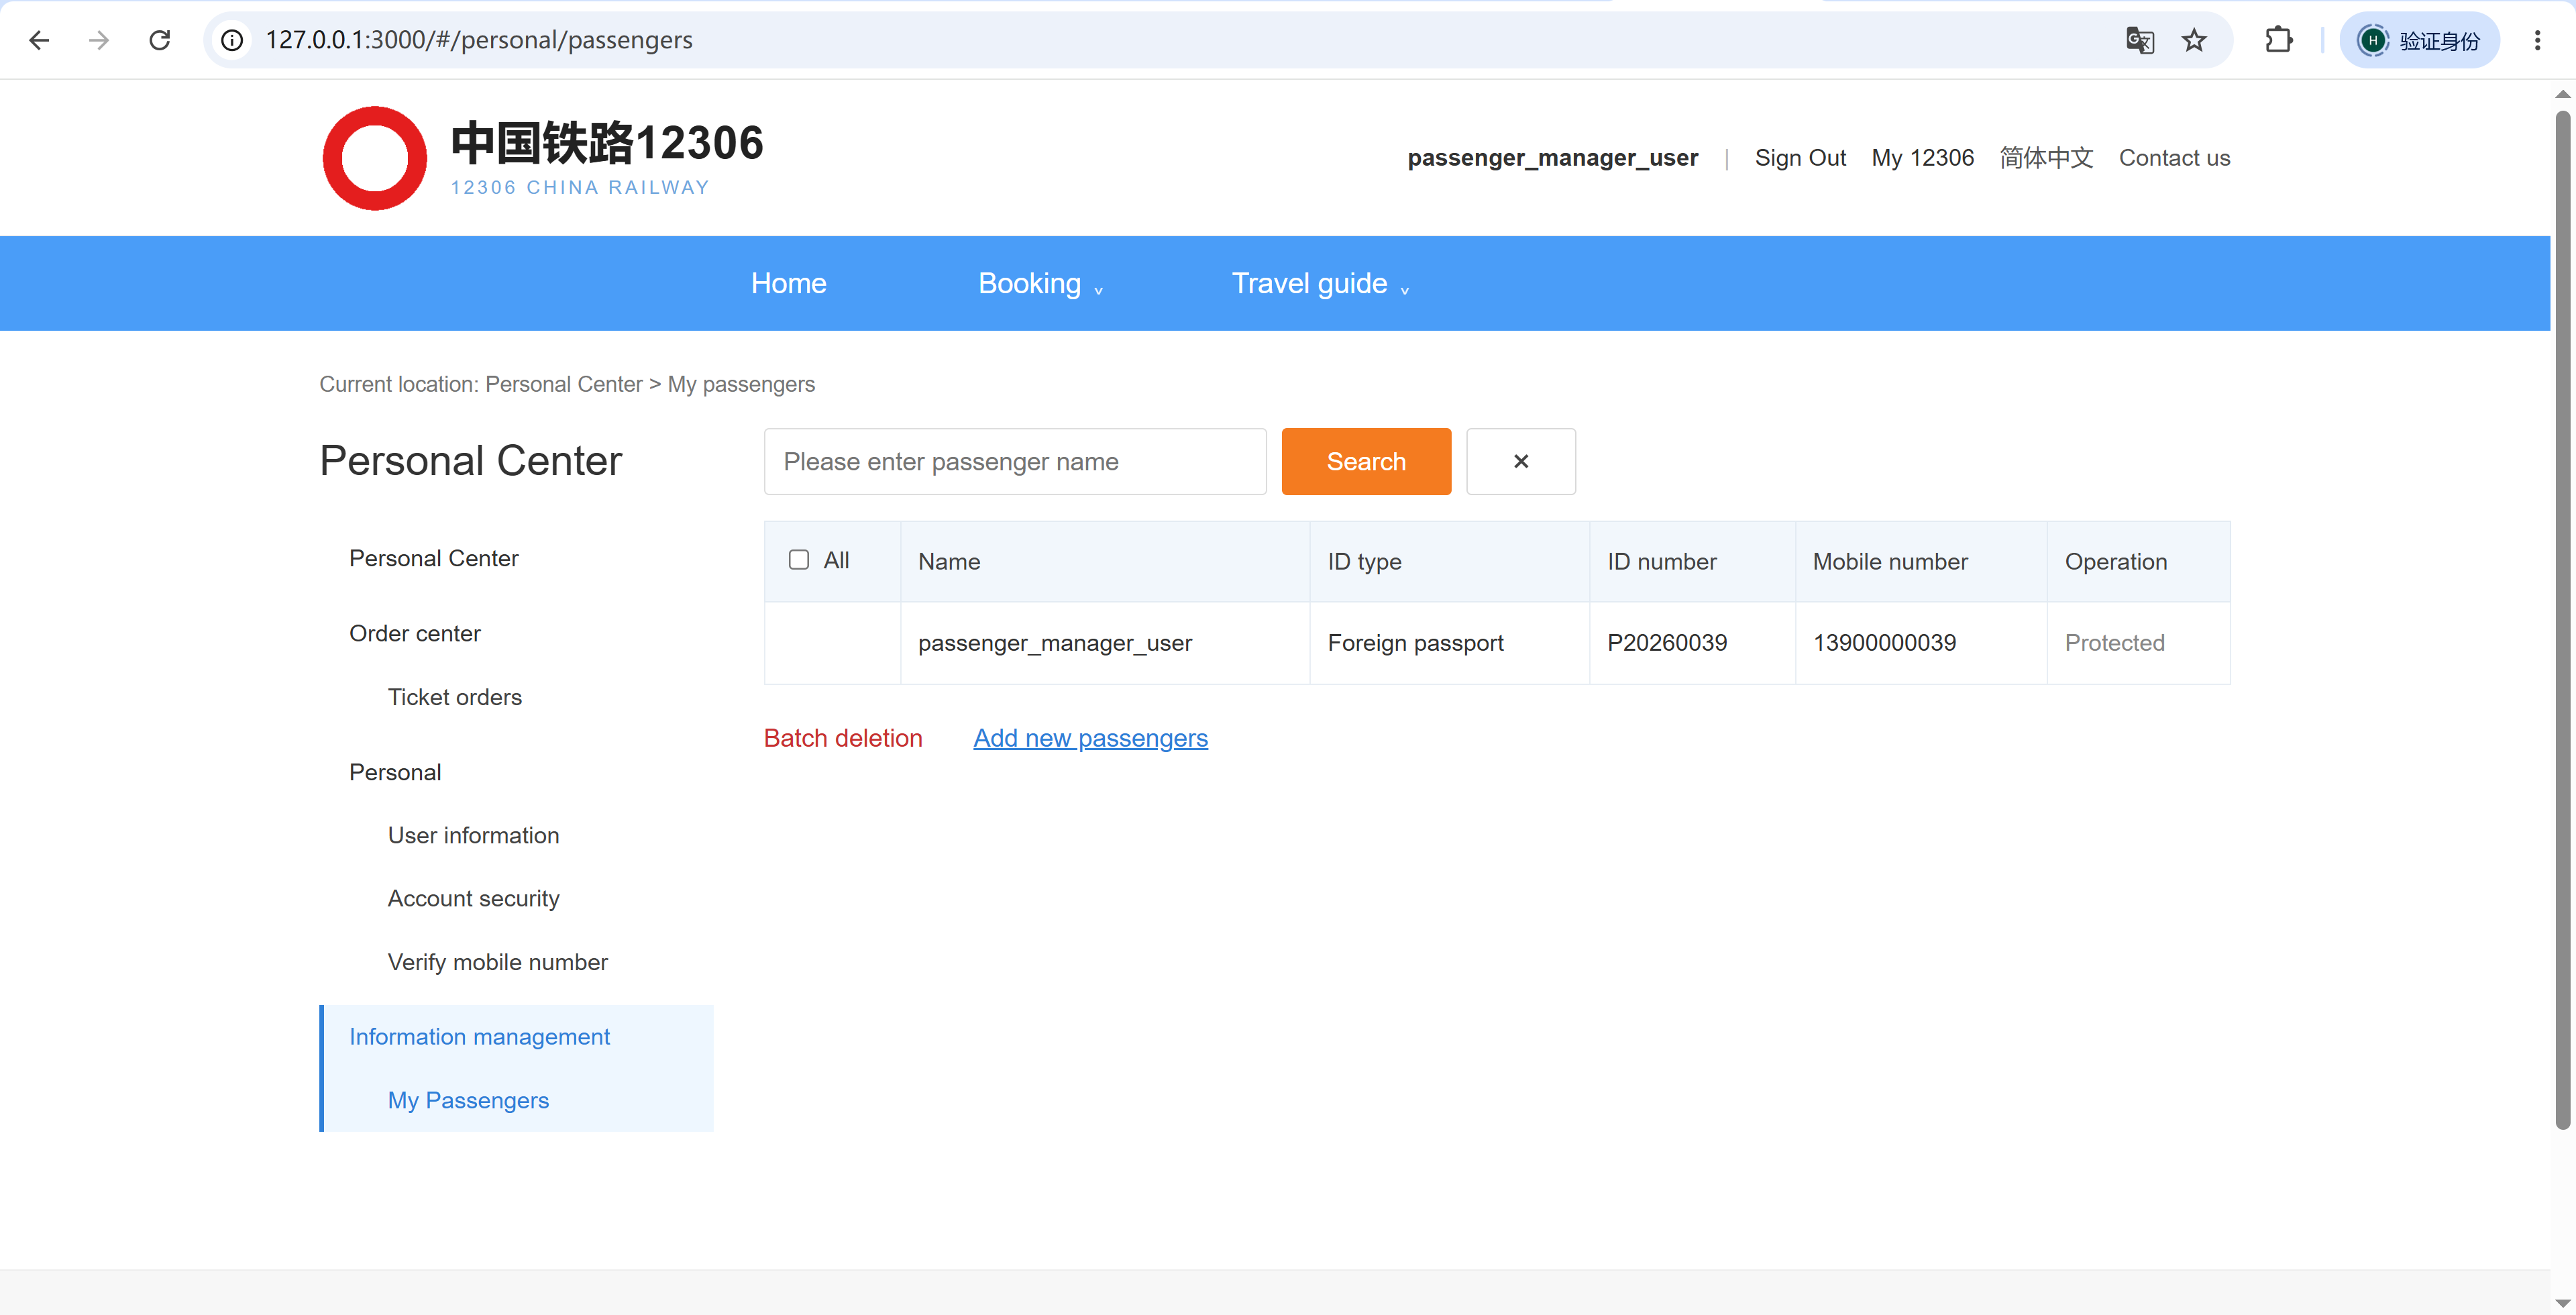 127.0.0.1:3000/#/personal/passengers
验证身份
H
中国铁路12306
12306 CHINA RAILWAY
passenger_manager_user | Sign Out My 12306 简体中文 Contact us
Home Booking Travel guide
Current location: Personal Center > My passengers
Personal Center
Please enter passenger name Search ×
All Name ID type ID number Mobile number Operation
passenger_manager_user Foreign passport P20260039 13900000039 Protected
Batch deletion Add new passengers
Personal Center
Order center
Ticket orders
Personal
User information
Account security
Verify mobile number
Information management
My Passengers